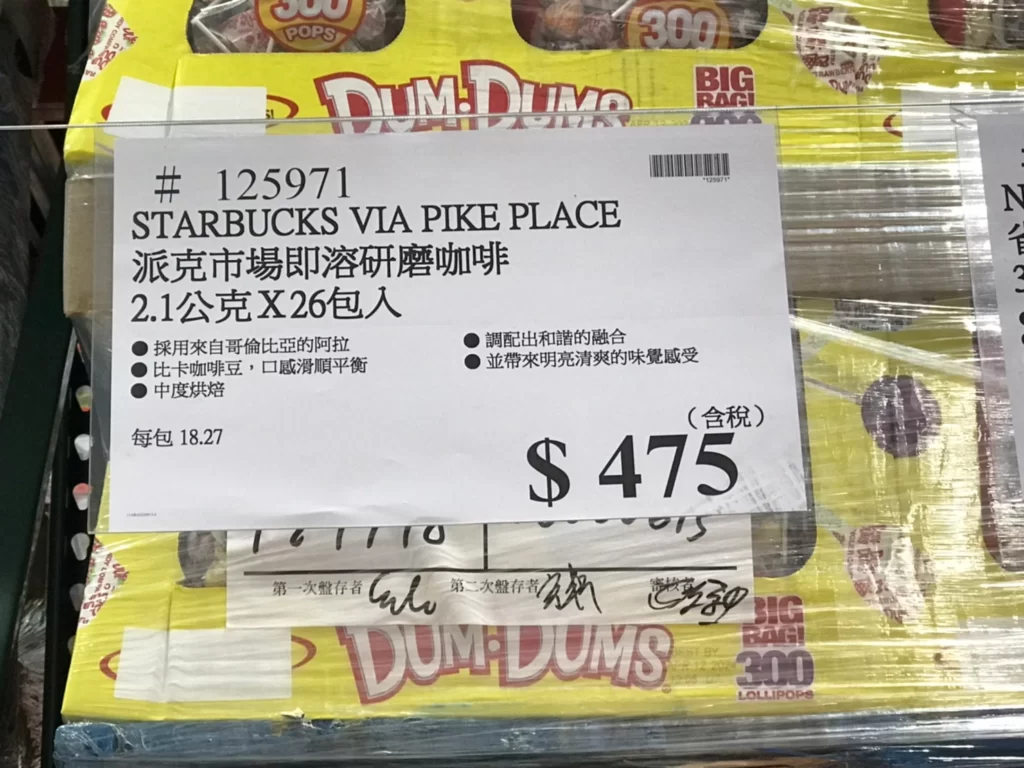 300
POPS
300
DUM·DUMS
BIG
BAG!
# 125971
*125971*
STARBUCKS VIA PIKE PLACE
派克市場即溶研磨咖啡
2.1公克X26包入
●採用來自哥倫比亞的阿拉
●比卡咖啡豆，口感滑順平衡
●中度烘焙
●調配出和諧的融合
●並帶來明亮清爽的味覺感受
每包 18.27
（含稅）
$ 475
第一次盤存者
第二次盤存者
審核者
DUM·DUMS
BIG
BAG!
300
LOLLIPOPS